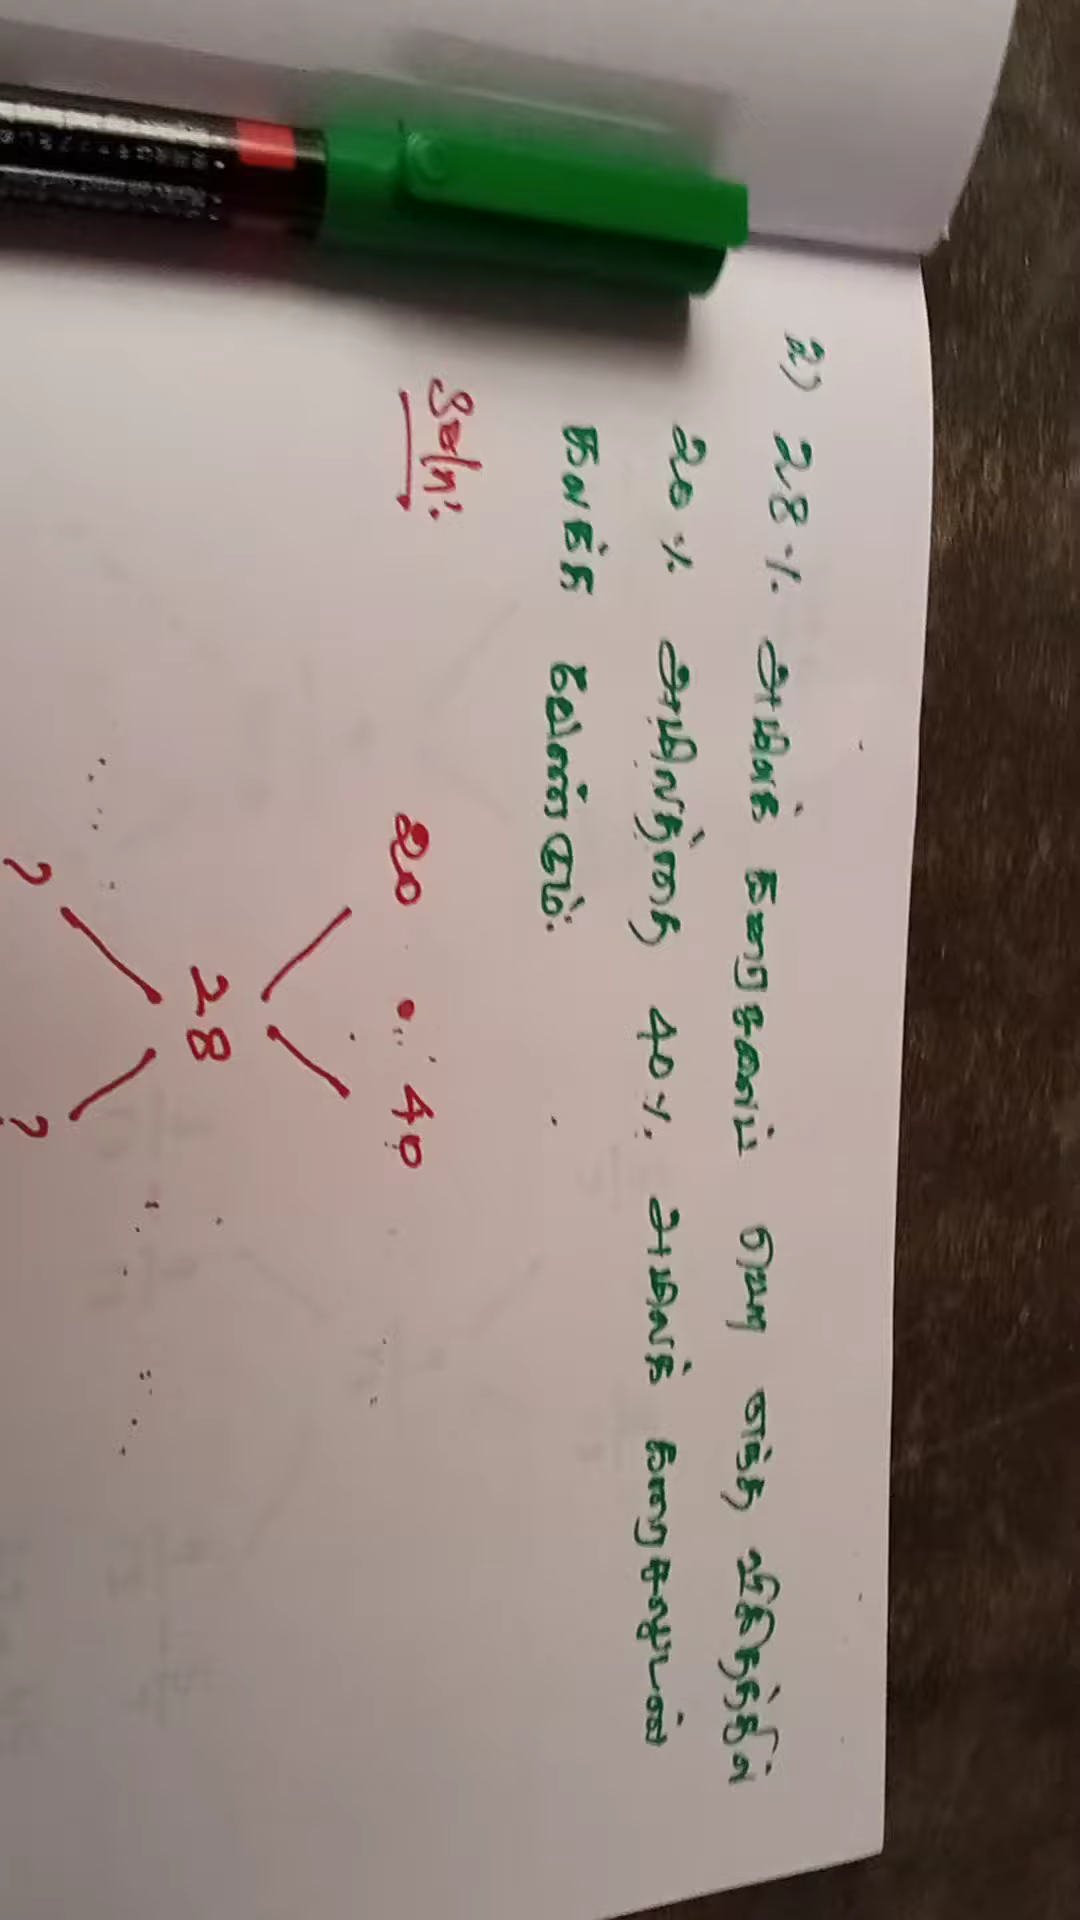 2) 28% அமிலக் கரைசலைப் பெற எந்த விகிதத்தில்
20% அமிலத்தை 40% அமிலக் கரைசலுடன்
கலக்க வேண்டும்.
Soln:
20 40
28
? ?